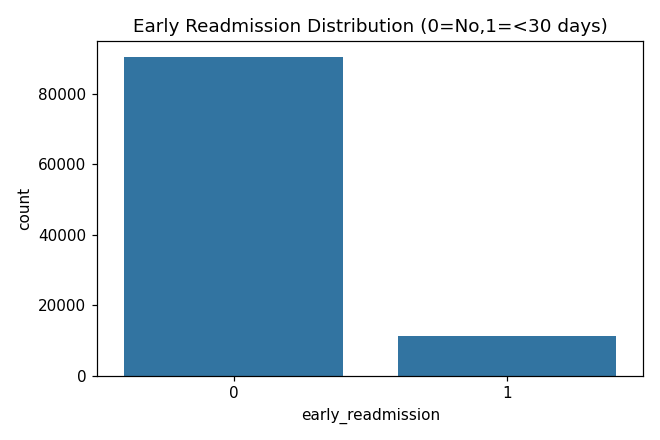 Early Readmission Distribution (0=No,1=<30 days)
80000
60000
40000
20000
0
count
0 1
early_readmission